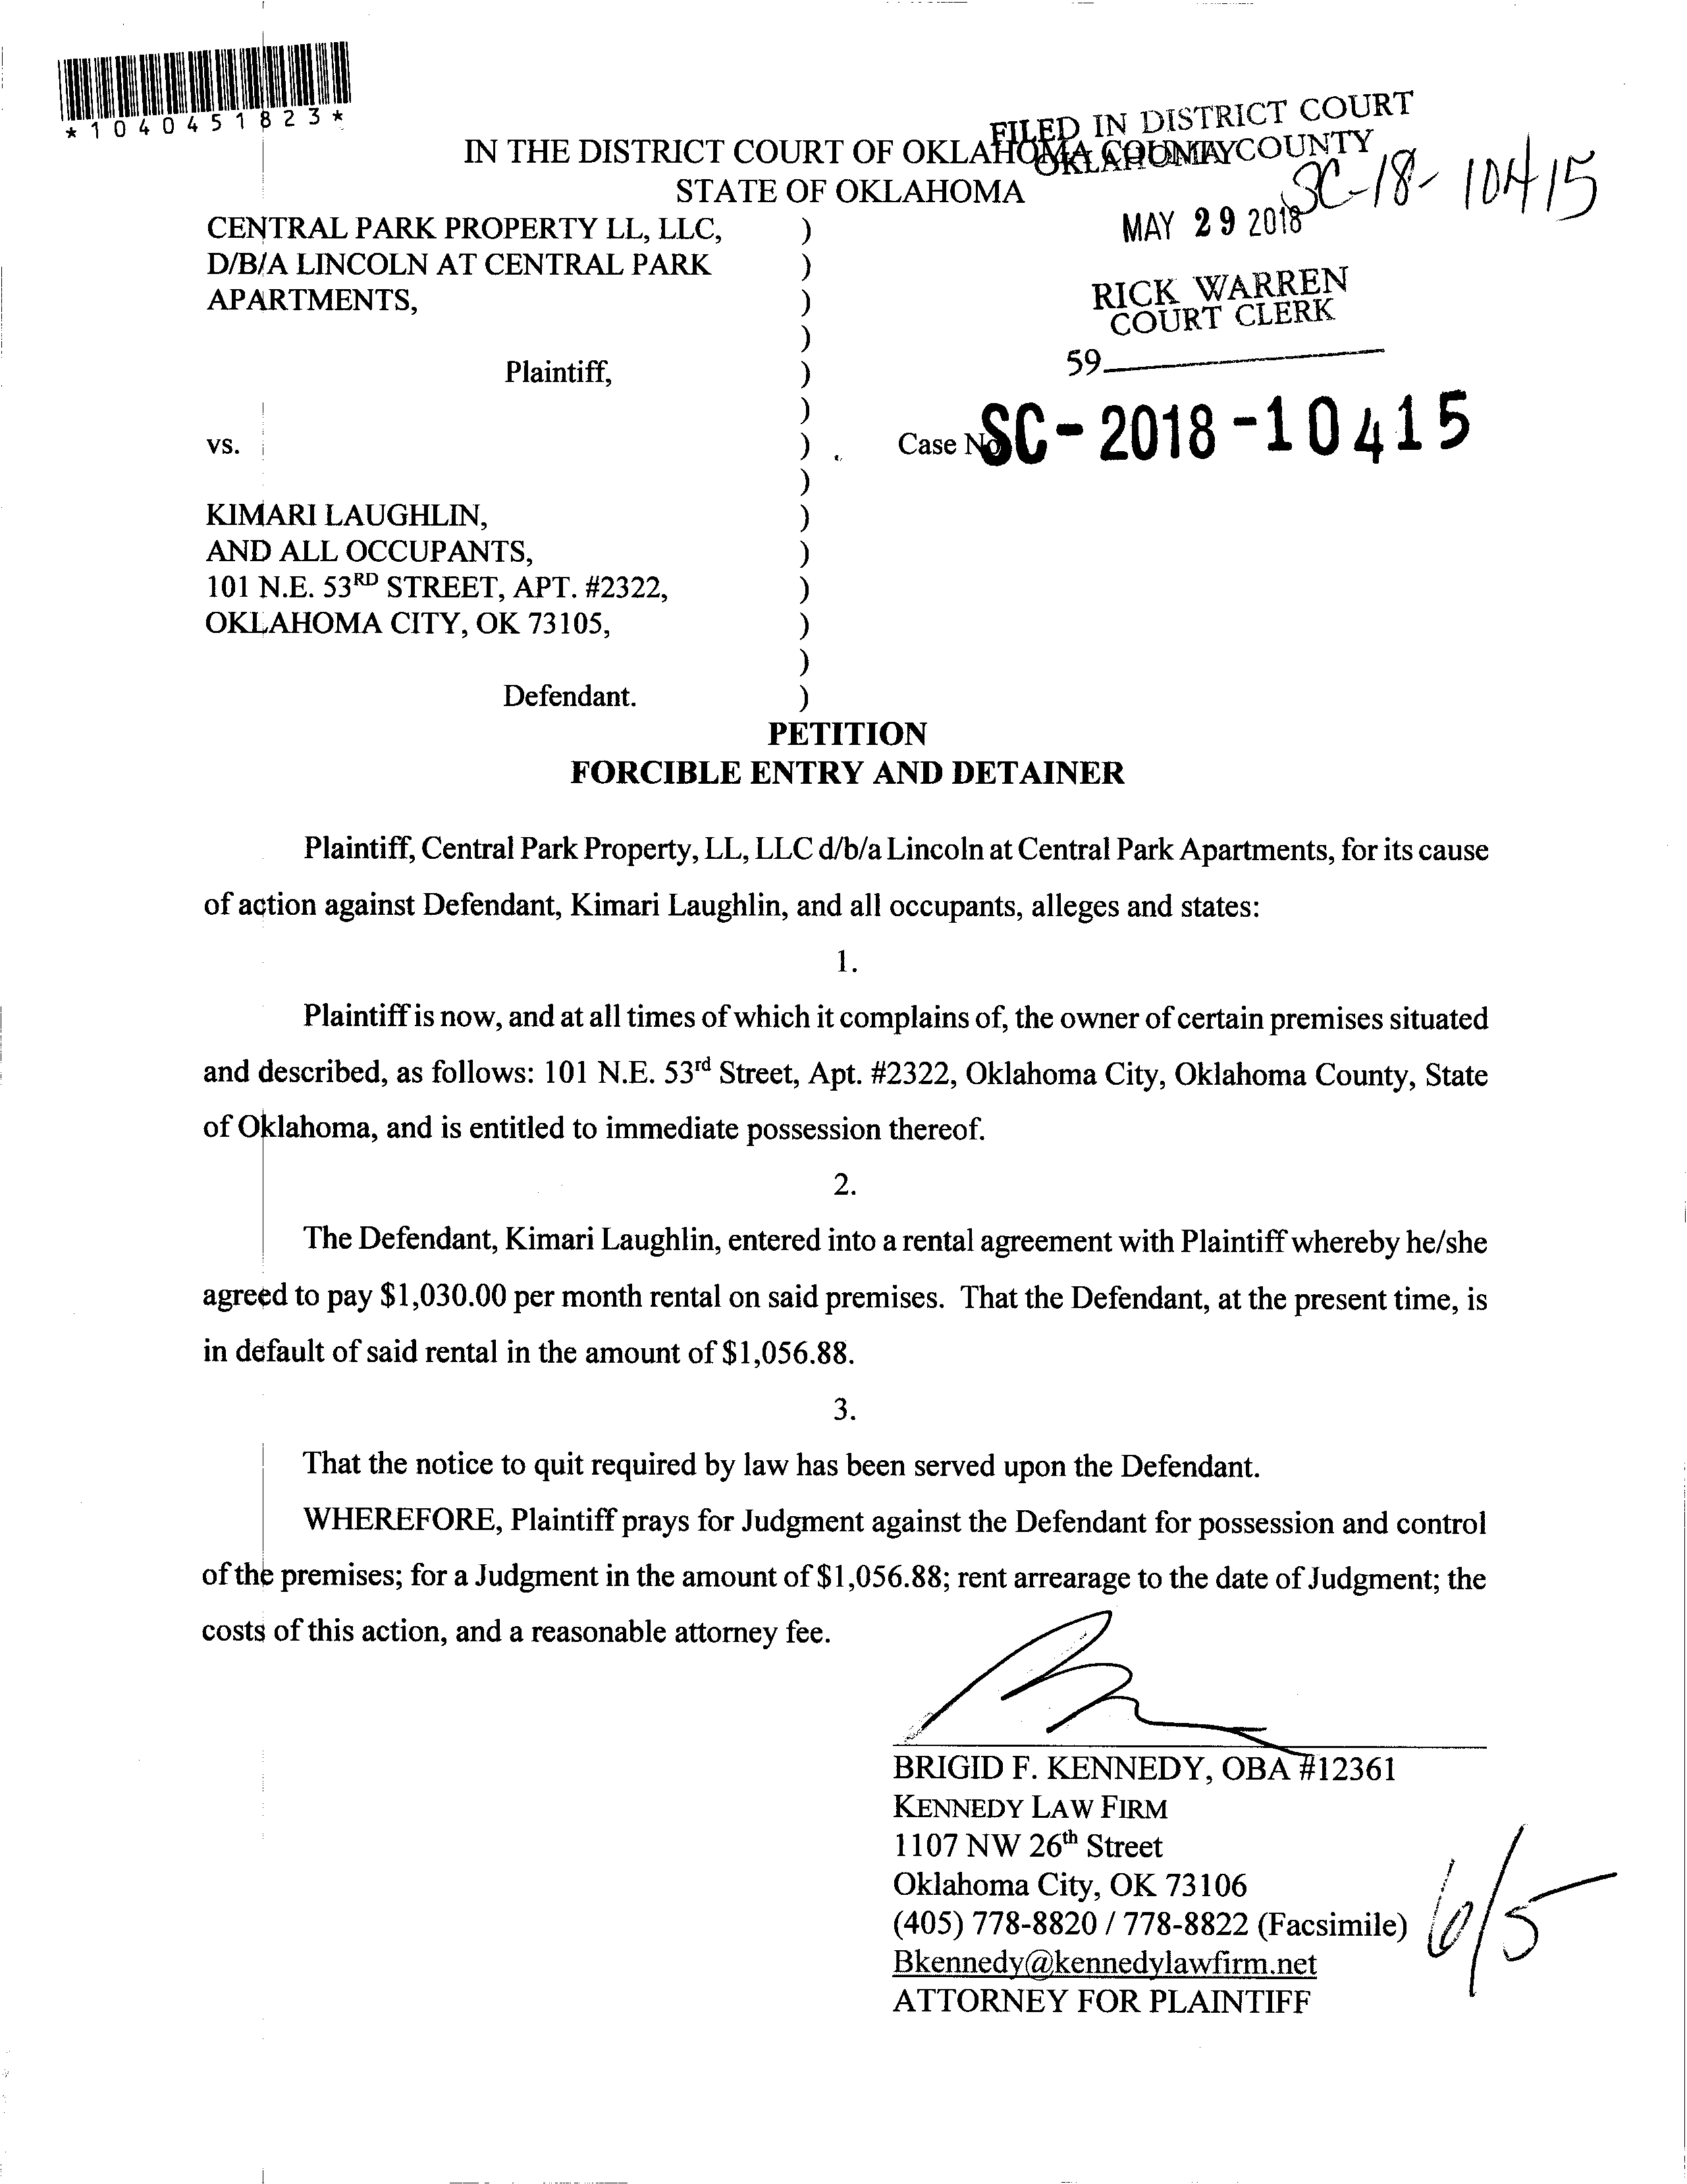 *1040451823*
FILED IN DISTRICT COURT
OKLAHOMA COUNTY
IN THE DISTRICT COURT OF OKLAHOMA COUNTY
STATE OF OKLAHOMA
SC-18-10415
MAY 29 2018
RICK WARREN
COURT CLERK
59
CENTRAL PARK PROPERTY LL, LLC, )
D/B/A LINCOLN AT CENTRAL PARK )
APARTMENTS, )
)
Plaintiff, )
)
vs. ) Case No SC-2018-10415
)
KIMARI LAUGHLIN, )
AND ALL OCCUPANTS, )
101 N.E. 53RD STREET, APT. #2322, )
OKLAHOMA CITY, OK 73105, )
)
Defendant. )
PETITION
FORCIBLE ENTRY AND DETAINER
Plaintiff, Central Park Property, LL, LLC d/b/a Lincoln at Central Park Apartments, for its cause
of action against Defendant, Kimari Laughlin, and all occupants, alleges and states:
1.
Plaintiff is now, and at all times of which it complains of, the owner of certain premises situated
and described, as follows: 101 N.E. 53rd Street, Apt. #2322, Oklahoma City, Oklahoma County, State
of Oklahoma, and is entitled to immediate possession thereof.
2.
The Defendant, Kimari Laughlin, entered into a rental agreement with Plaintiff whereby he/she
agreed to pay $1,030.00 per month rental on said premises. That the Defendant, at the present time, is
in default of said rental in the amount of $1,056.88.
3.
That the notice to quit required by law has been served upon the Defendant.
WHEREFORE, Plaintiff prays for Judgment against the Defendant for possession and control
of the premises; for a Judgment in the amount of $1,056.88; rent arrearage to the date of Judgment; the
costs of this action, and a reasonable attorney fee.
BRIGID F. KENNEDY, OBA #12361
KENNEDY LAW FIRM
1107 NW 26th Street
Oklahoma City, OK 73106
(405) 778-8820 / 778-8822 (Facsimile)
Bkennedy@kennedylawfirm.net
ATTORNEY FOR PLAINTIFF
6/5